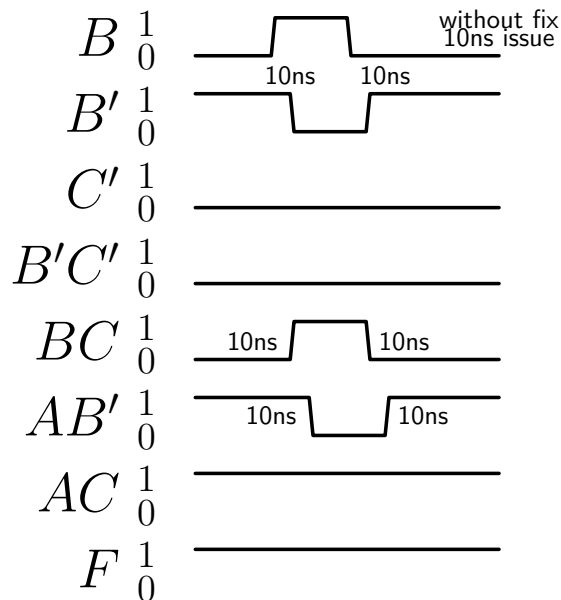 B 1 0
without fix
10ns issue
10ns 10ns
B′ 1 0
C′ 1 0
B′C′ 1 0
BC 1 0 10ns 10ns
AB′ 1 0 10ns 10ns
AC 1 0
F 1 0